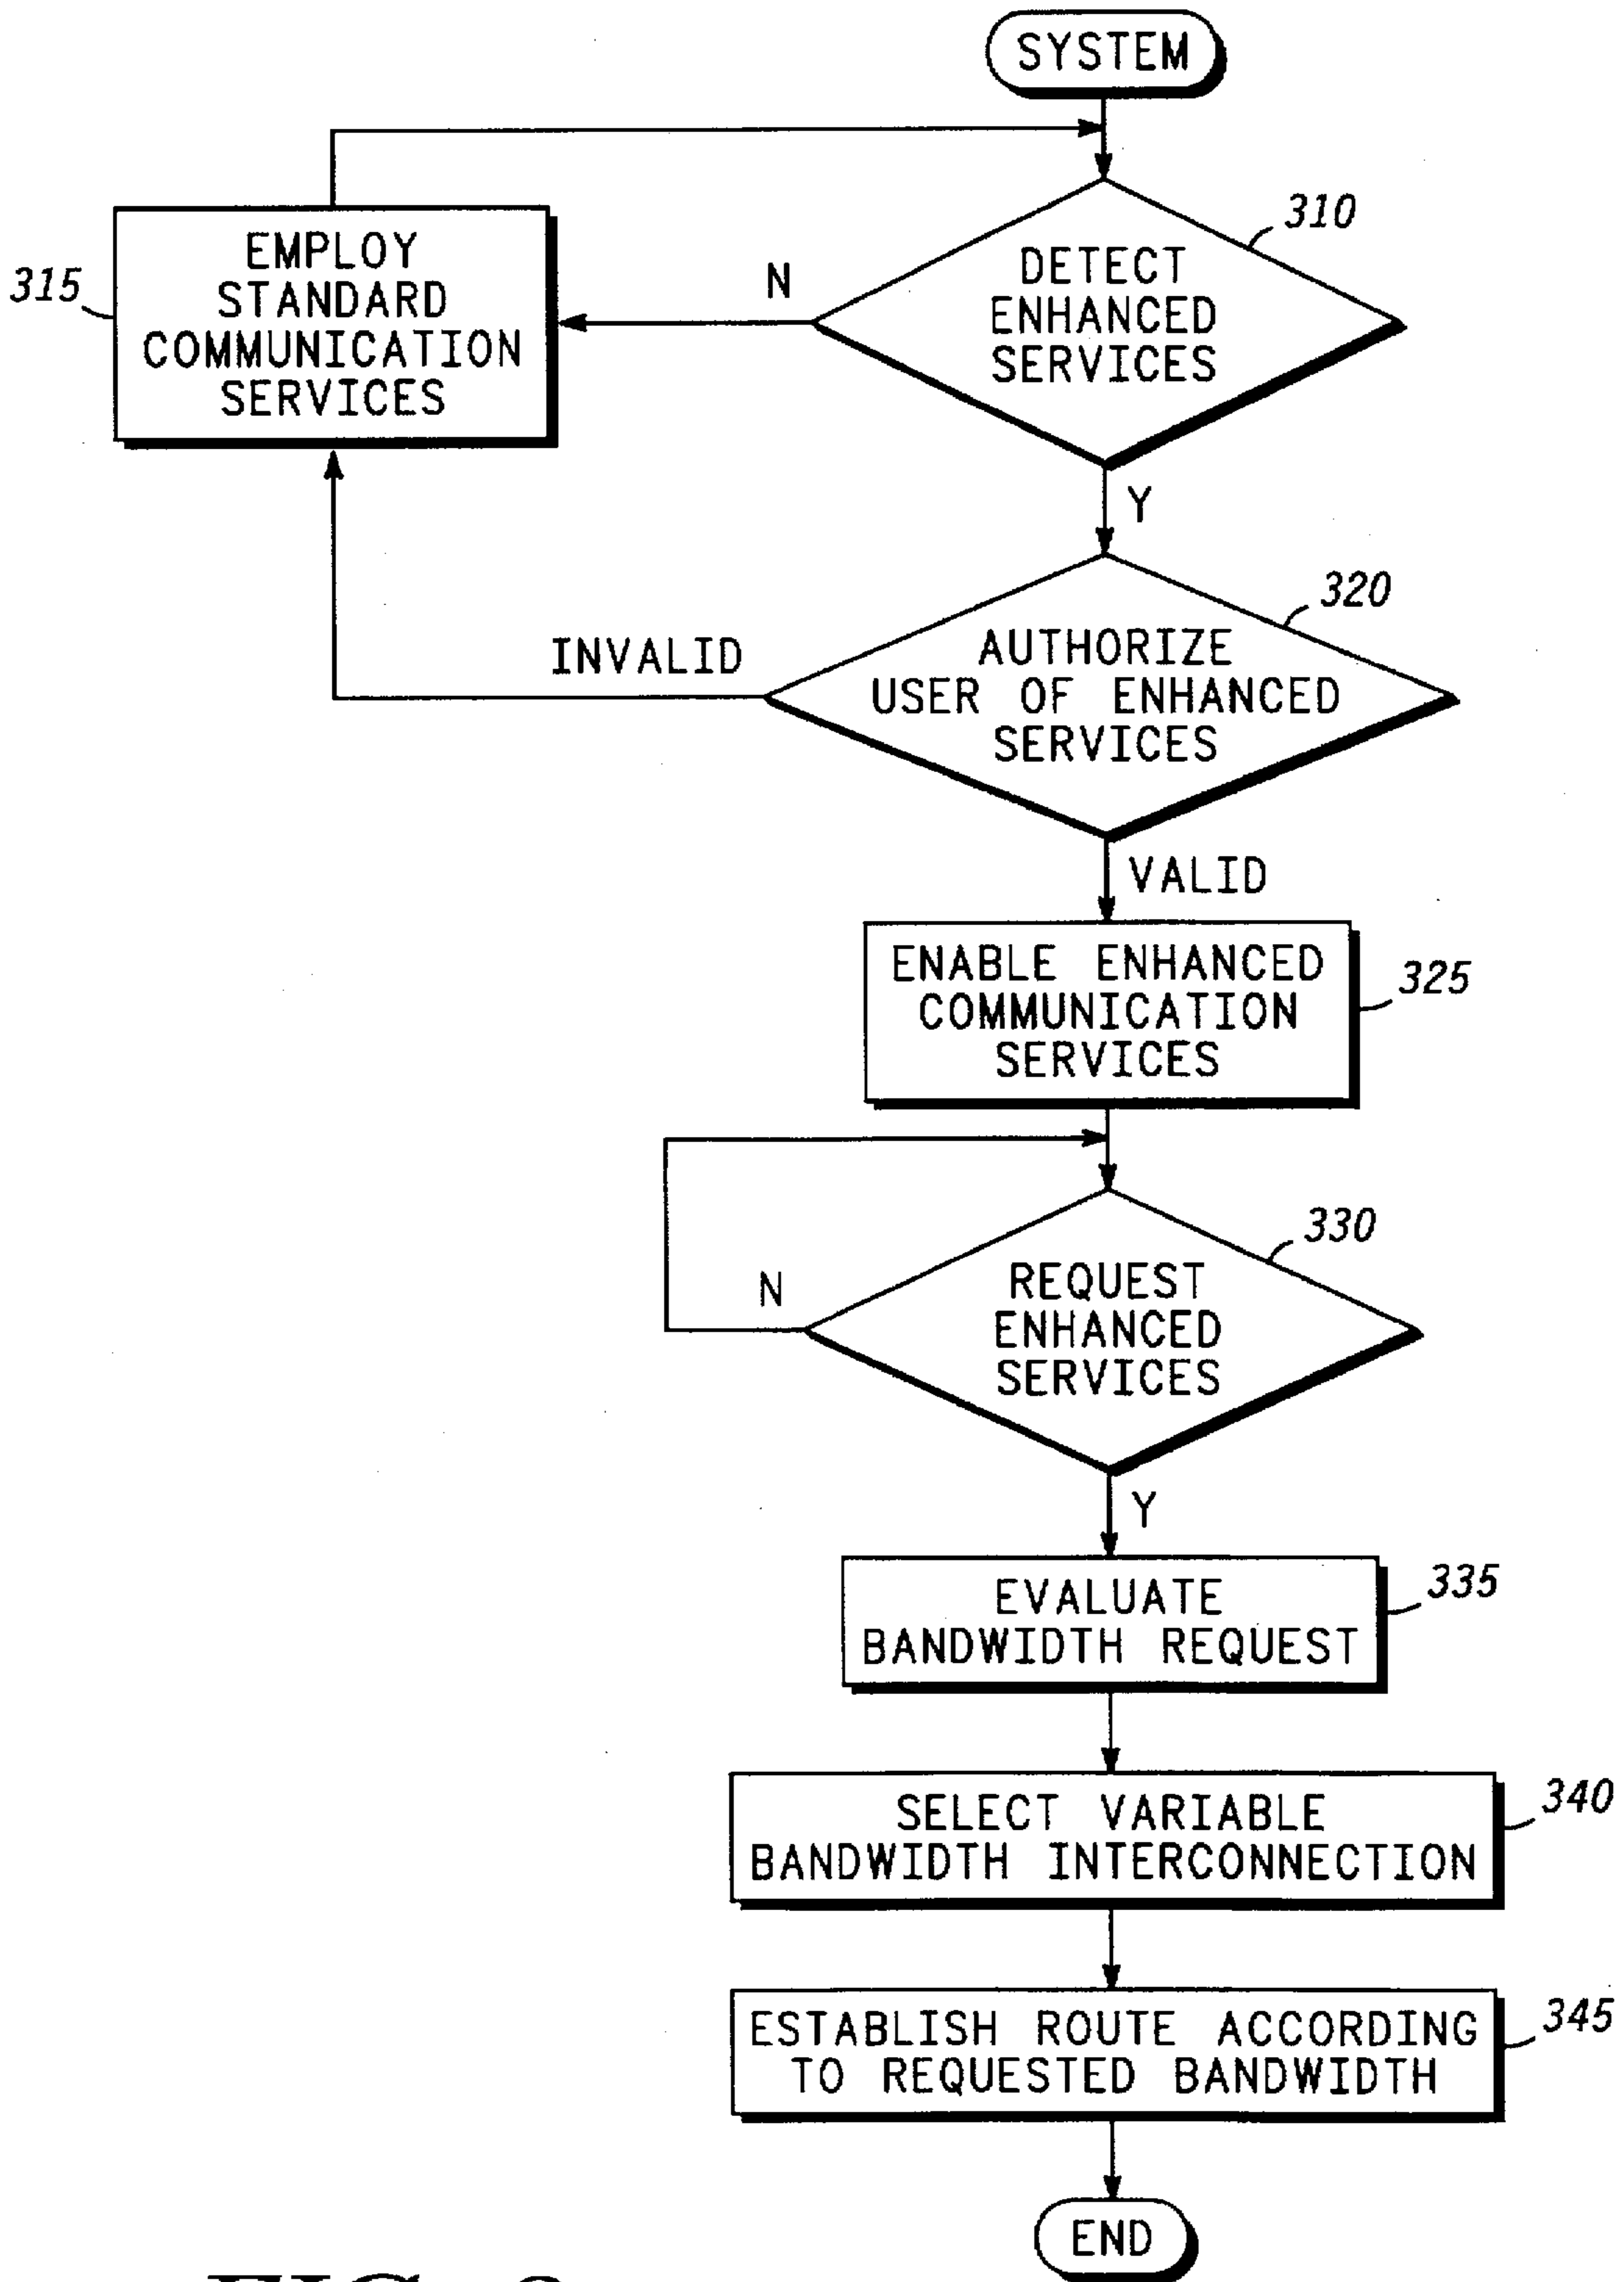 SYSTEM
310
DETECT
ENHANCED
SERVICES
N
315
EMPLOY
STANDARD
COMMUNICATION
SERVICES
Y
320
AUTHORIZE
USER OF ENHANCED
SERVICES
INVALID
VALID
ENABLE ENHANCED
COMMUNICATION
SERVICES
325
330
REQUEST
ENHANCED
SERVICES
N
Y
EVALUATE
BANDWIDTH REQUEST
335
SELECT VARIABLE
BANDWIDTH INTERCONNECTION
340
ESTABLISH ROUTE ACCORDING
TO REQUESTED BANDWIDTH
345
END